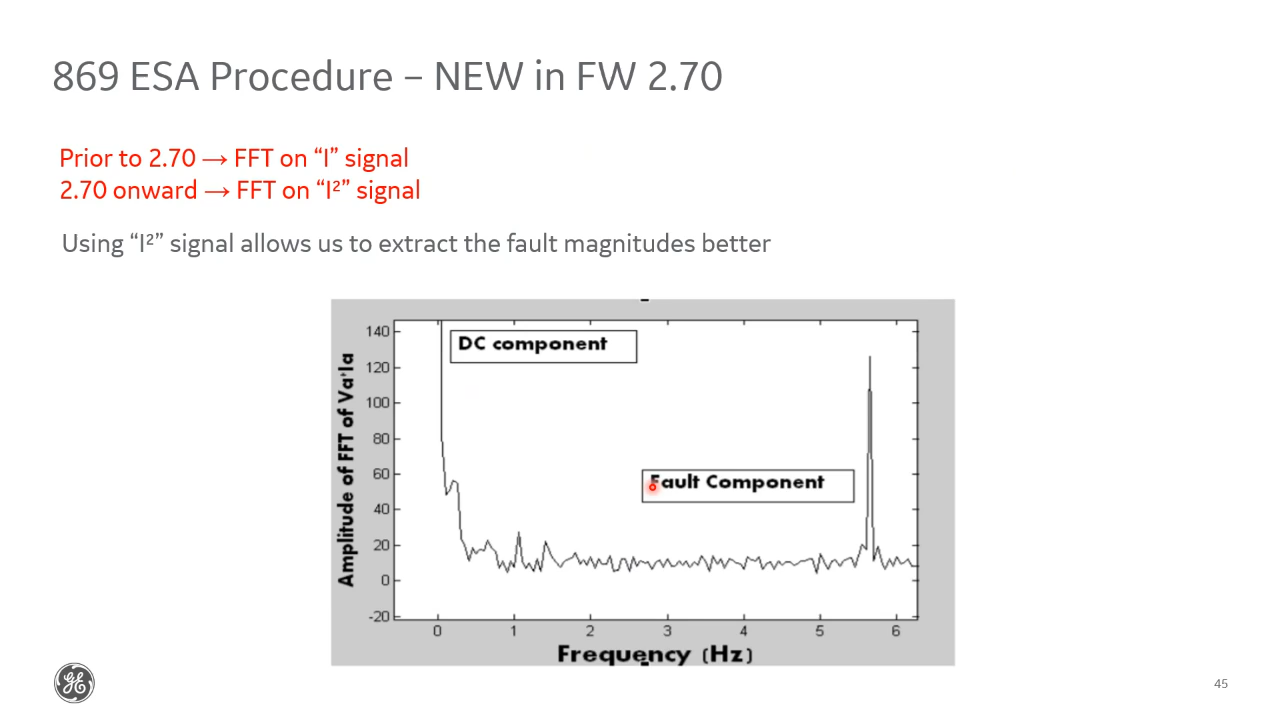 869 ESA Procedure – NEW in FW 2.70
Prior to 2.70 → FFT on “I” signal
2.70 onward → FFT on “I²” signal
Using “I²” signal allows us to extract the fault magnitudes better
DC component
Fault Component
Amplitude of FFT of Va*Ia
140
120
100
80
60
40
20
0
-20
0 1 2 3 4 5 6
Frequency (Hz)
GE
45